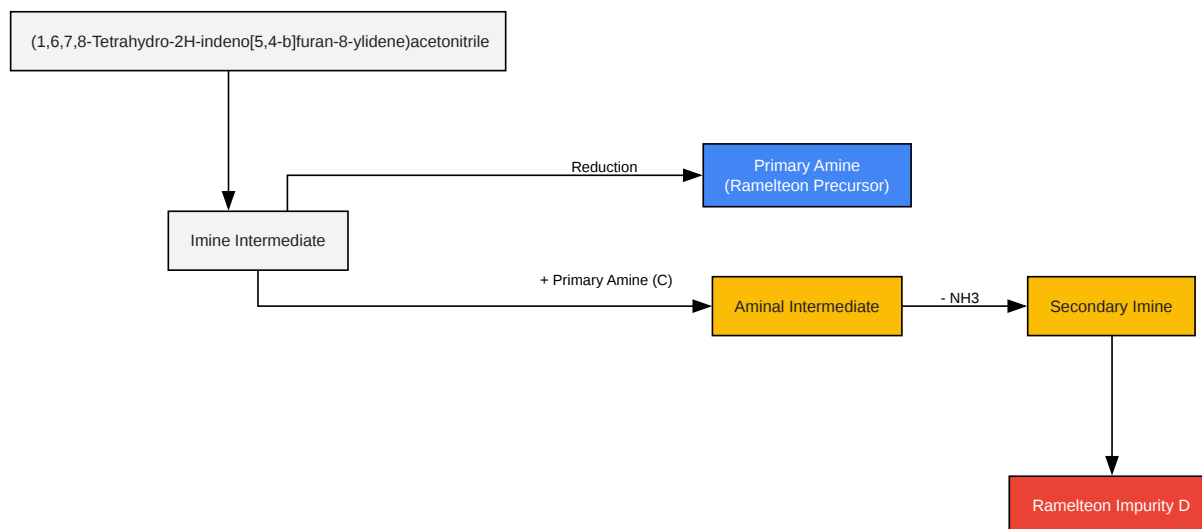 (1,6,7,8-Tetrahydro-2H-indeno[5,4-b]furan-8-ylidene)acetonitrile
Reduction
Primary Amine
(Ramelteon Precursor)
Imine Intermediate
+ Primary Amine (C)
Aminal Intermediate
- NH3
Secondary Imine
Ramelteon Impurity D